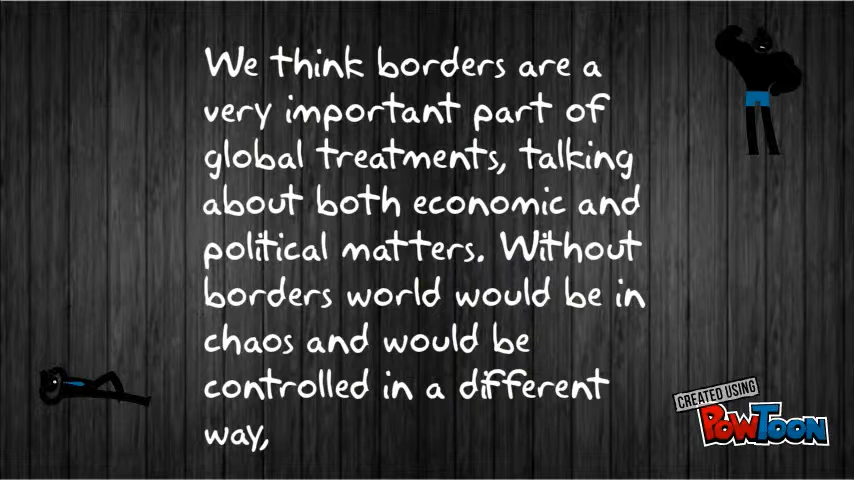 We think borders are a
very important part of
global treatments, talking
about both economic and
political matters. Without
borders world would be in
chaos and would be
controlled in a different
way,
CREATED USING
POWTOON